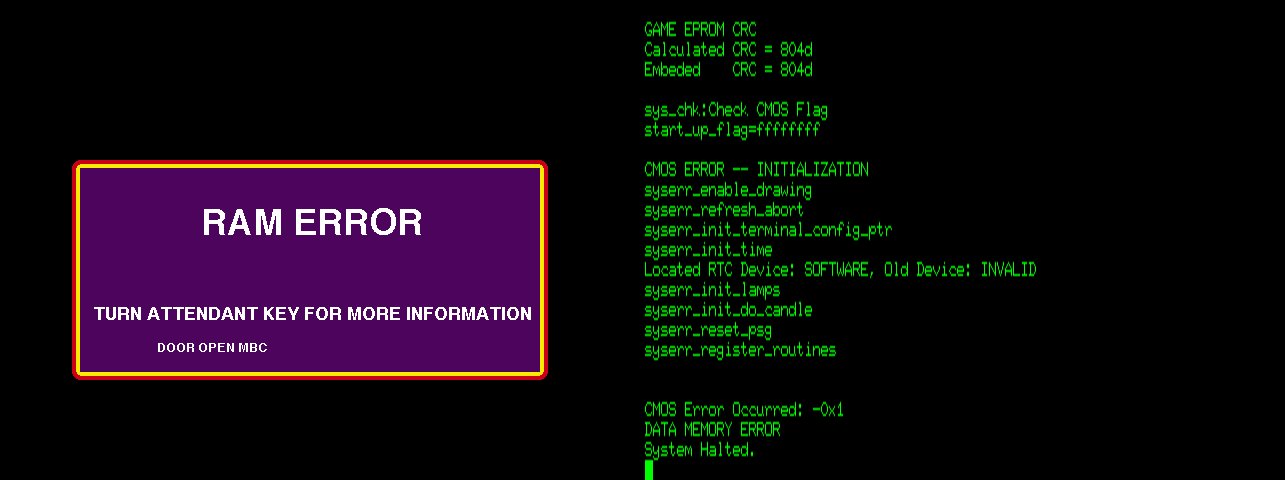 RAM ERROR
TURN ATTENDANT KEY FOR MORE INFORMATION
DOOR OPEN MBC
GAME EPROM CRC
Calculated CRC = 804d
Embeded    CRC = 804d
sys_chk:Check CMOS Flag
start_up_flag=ffffffff
CMOS ERROR -- INITIALIZATION
syserr_enable_drawing
syserr_refresh_abort
syserr_init_terminal_config_ptr
syserr_init_time
Located RTC Device: SOFTWARE, Old Device: INVALID
syserr_init_lamps
syserr_init_do_candle
syserr_reset_psg
syserr_register_routines
CMOS Error Occurred: -0x1
DATA MEMORY ERROR
System Halted.